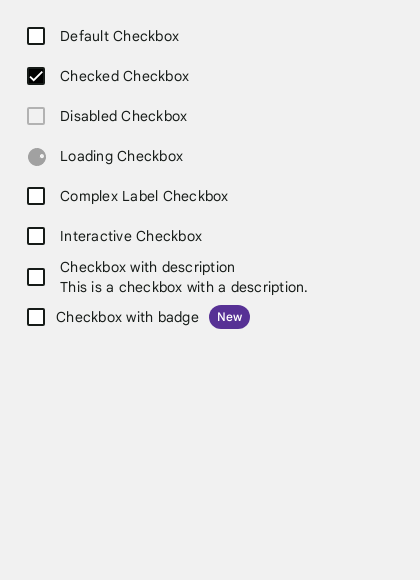 Default Checkbox
Checked Checkbox
Disabled Checkbox
Loading Checkbox
Complex Label Checkbox
Interactive Checkbox
Checkbox with description
This is a checkbox with a description.
Checkbox with badge New